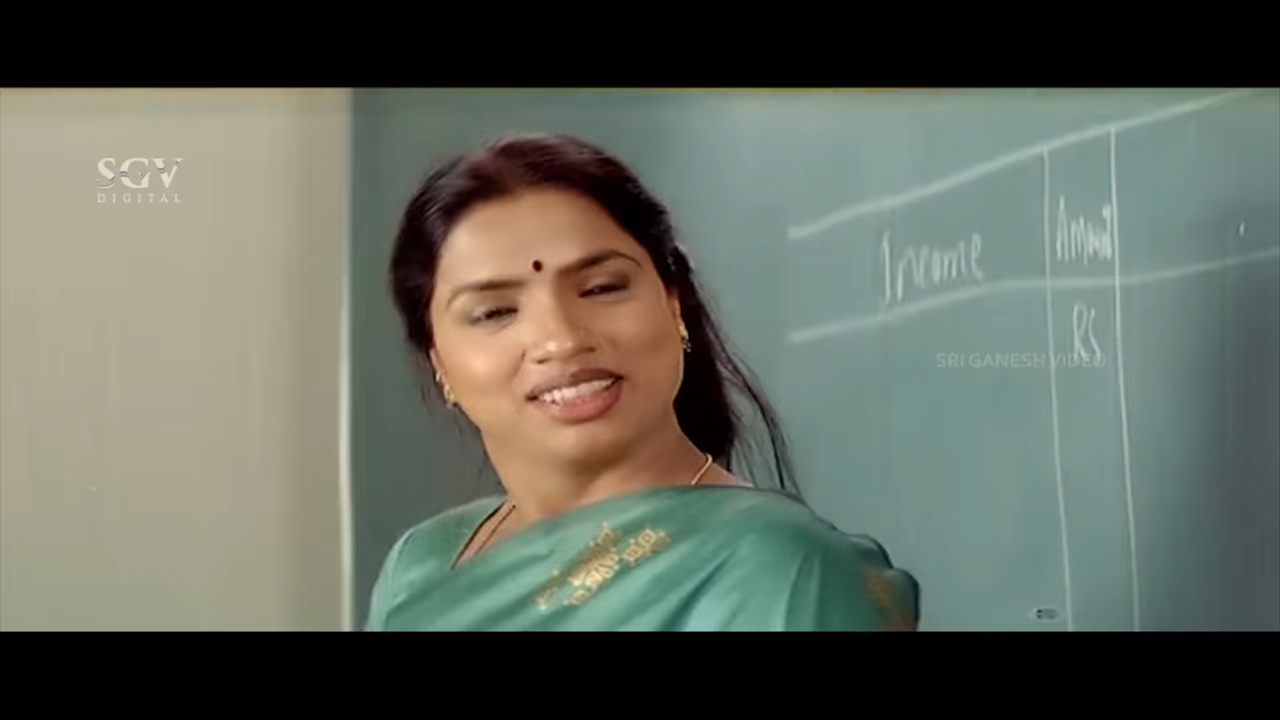 SGV
DIGITAL
Income
Amount
RS
SRI GANESH VIDEO